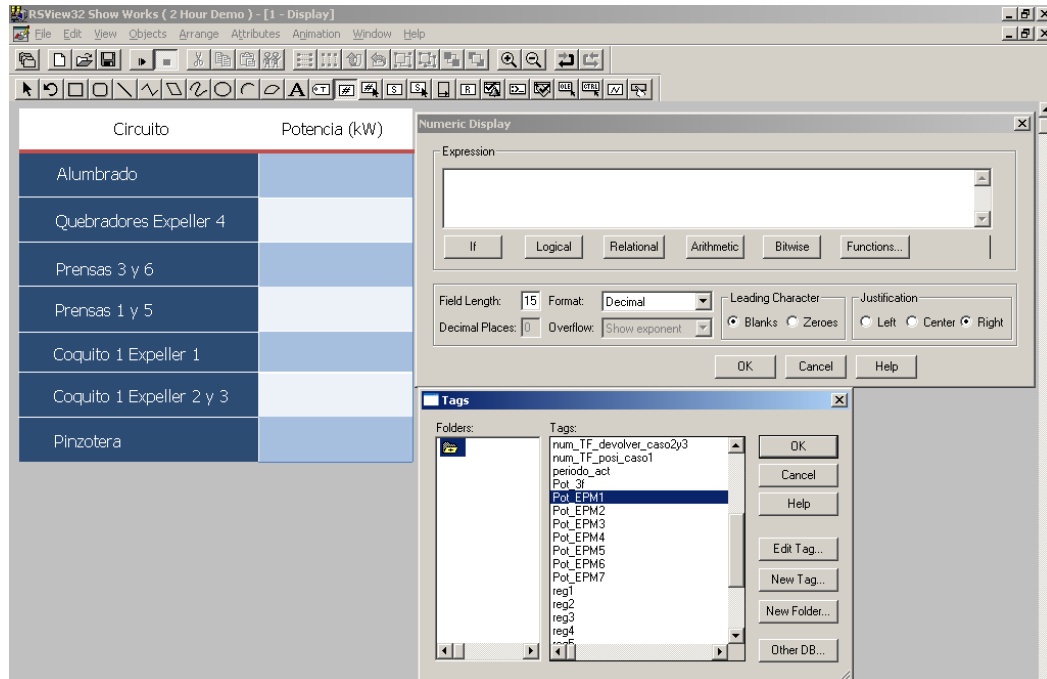 RSView32 Show Works ( 2 Hour Demo ) - [1 - Display]
File Edit View Objects Arrange Attributes Animation Window Help
Circuito Potencia (kW)
Alumbrado
Quebradores Expeller 4
Prensas 3 y 6
Prensas 1 y 5
Coquito 1 Expeller 1
Coquito 1 Expeller 2 y 3
Pinzotera
Numeric Display
Expression
If Logical Relational Arithmetic Bitwise Functions...
Field Length: 15 Format: Decimal Leading Character Justification
Decimal Places: 0 Overflow: Show exponent Blanks Zeroes Left Center Right
OK Cancel Help
Tags
Folders: Tags:
num_TF_devolver_caso2y3
num_TF_posi_caso1
periodo_act
Pot_3f
Pot_EPM1
Pot_EPM2
Pot_EPM3
Pot_EPM4
Pot_EPM5
Pot_EPM6
Pot_EPM7
reg1
reg2
reg3
reg4
OK
Cancel
Help
Edit Tag...
New Tag...
New Folder...
Other DB...